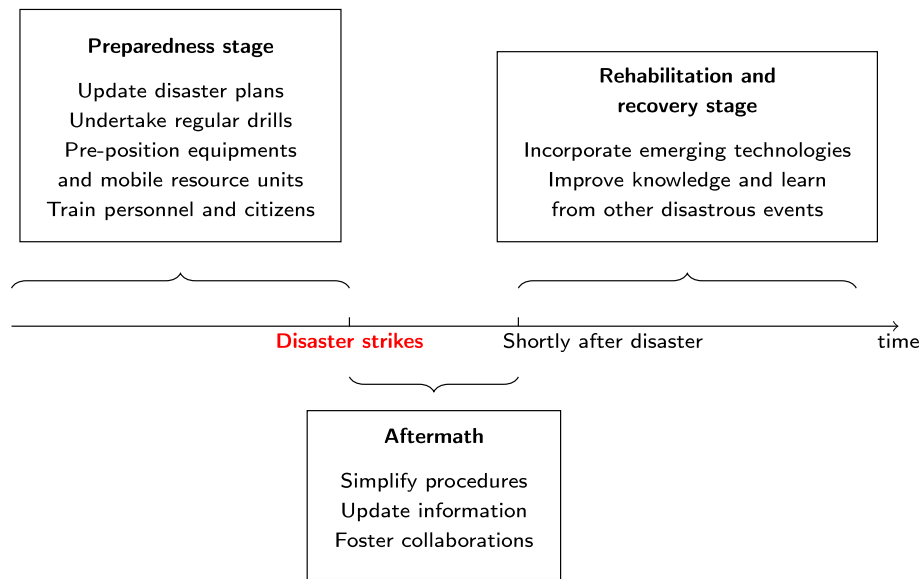 Preparedness stage
Update disaster plans
Undertake regular drills
Pre-position equipments
and mobile resource units
Train personnel and citizens
Rehabilitation and
recovery stage
Incorporate emerging technologies
Improve knowledge and learn
from other disastrous events
Disaster strikes
Shortly after disaster
time
Aftermath
Simplify procedures
Update information
Foster collaborations